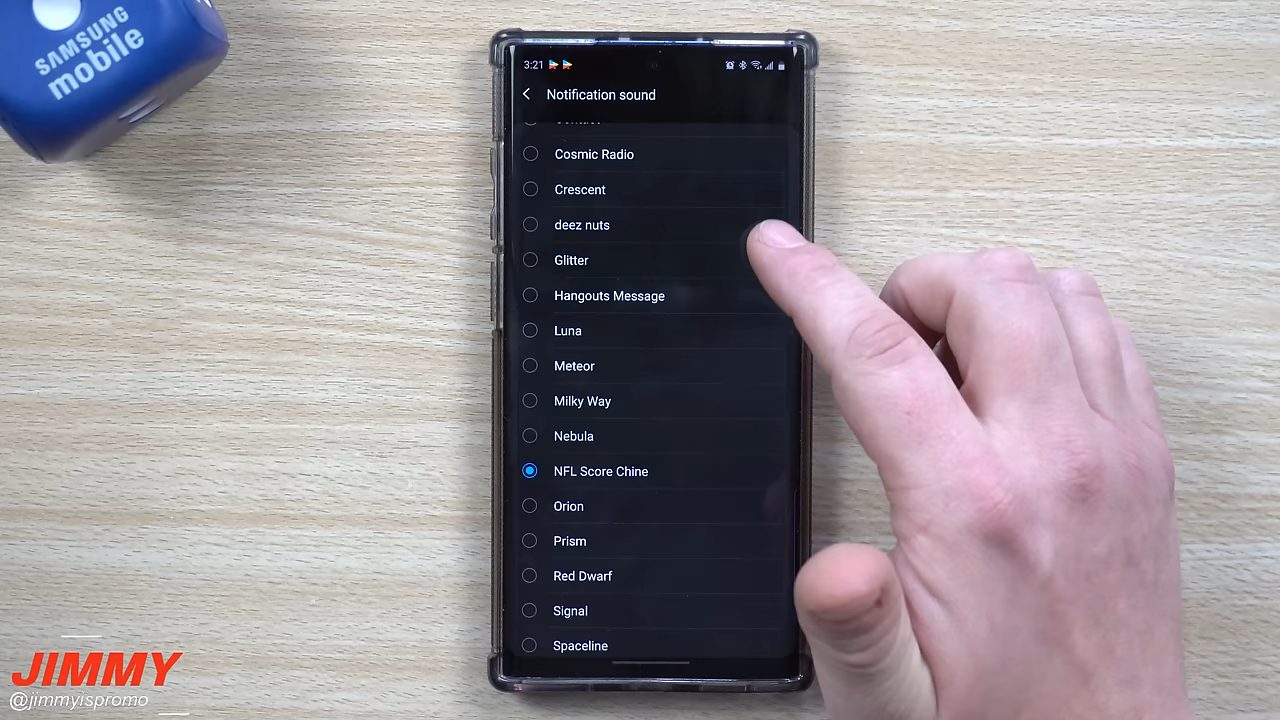 SAMSUNG
mobile
3:21
Notification sound
Cosmic Radio
Crescent
deez nuts
Glitter
Hangouts Message
Luna
Meteor
Milky Way
Nebula
NFL Score Chine
Orion
Prism
Red Dwarf
Signal
Spaceline
JIMMY
@jimmyispromo